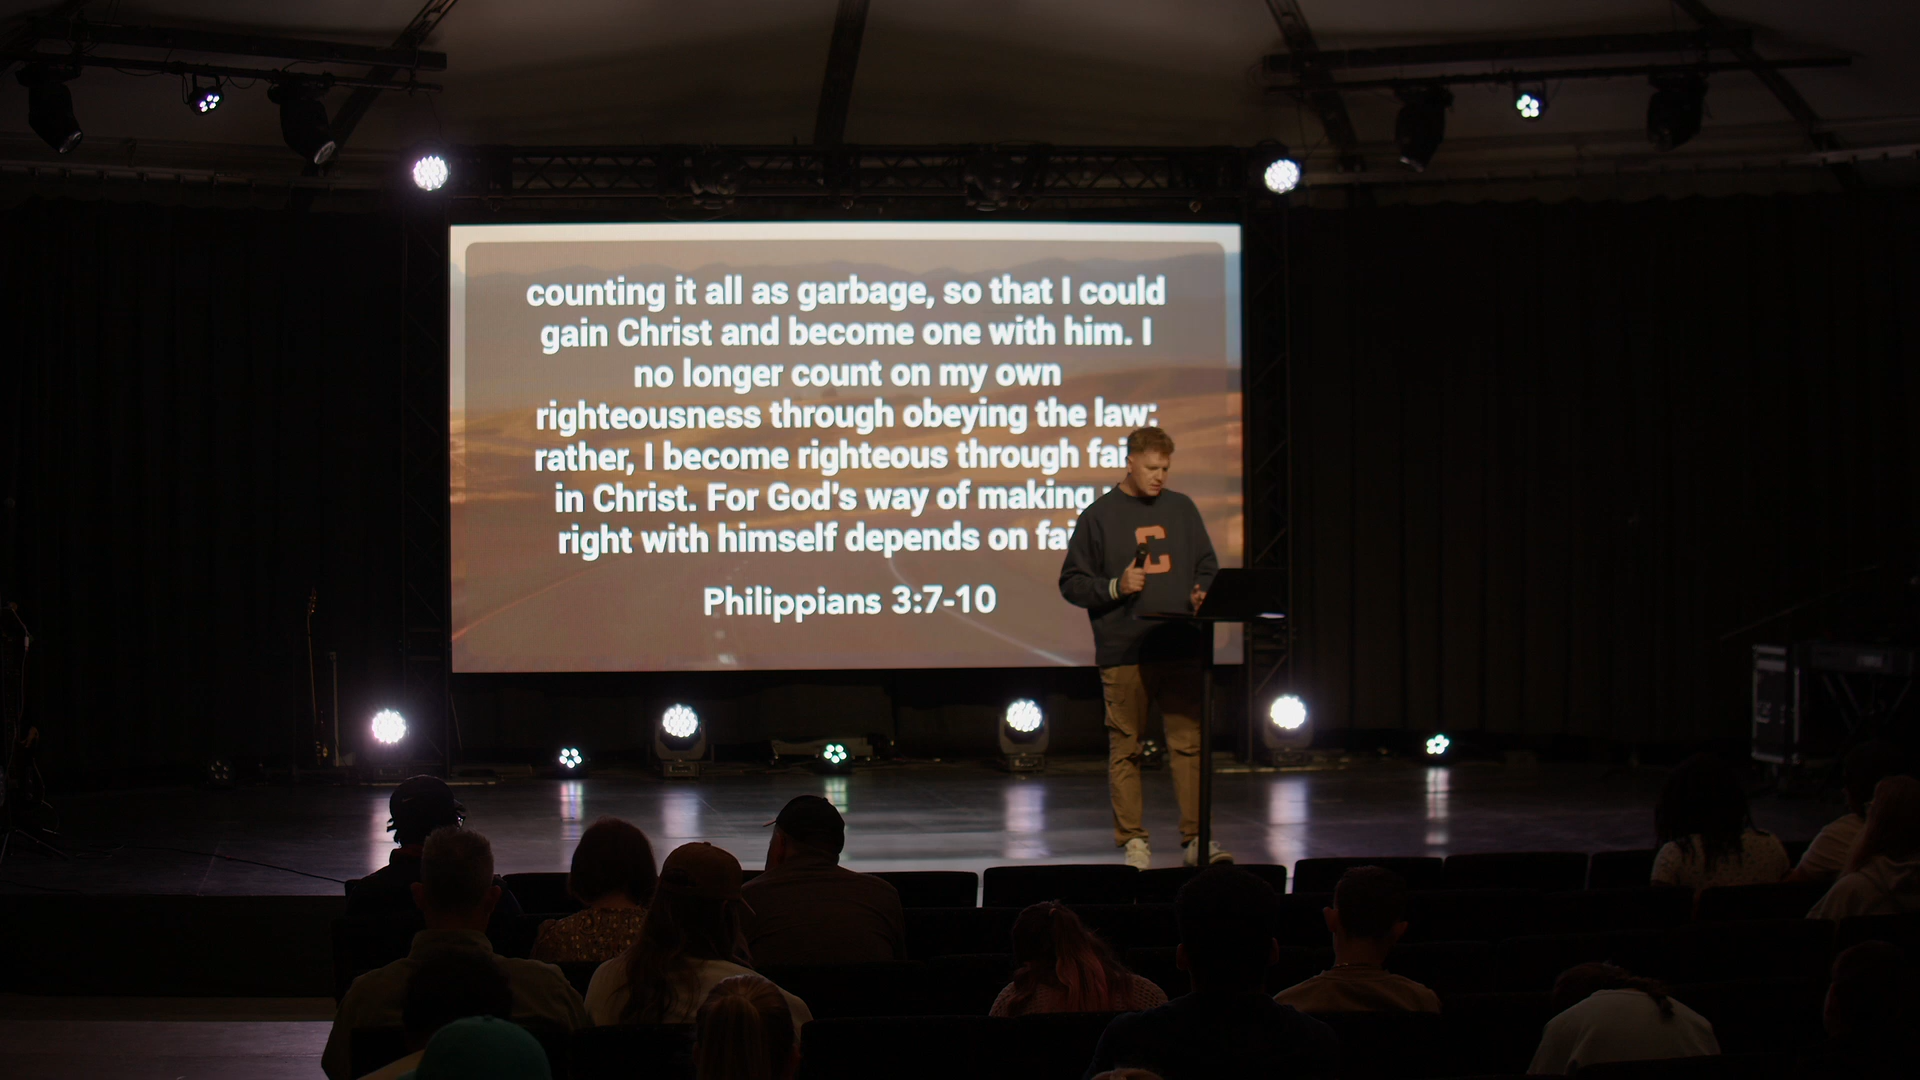 counting it all as garbage, so that I could
gain Christ and become one with him. I
no longer count on my own
righteousness through obeying the law;
rather, I become righteous through
in Christ. For God's way of making
right with himself depends on
Philippians 3:7-10
C